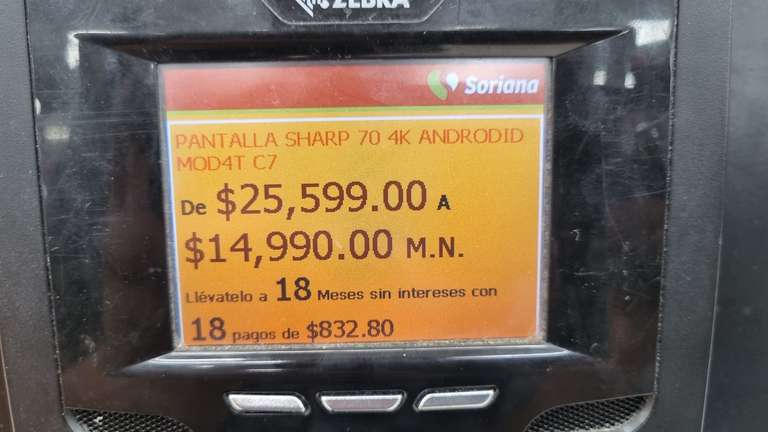 ZEBRA
Soriana
PANTALLA SHARP 70 4K ANDRODID
MOD4T C7
De $25,599.00 A
$14,990.00 M.N.
Llévatelo a 18 Meses sin intereses con
18 pagos de $832.80